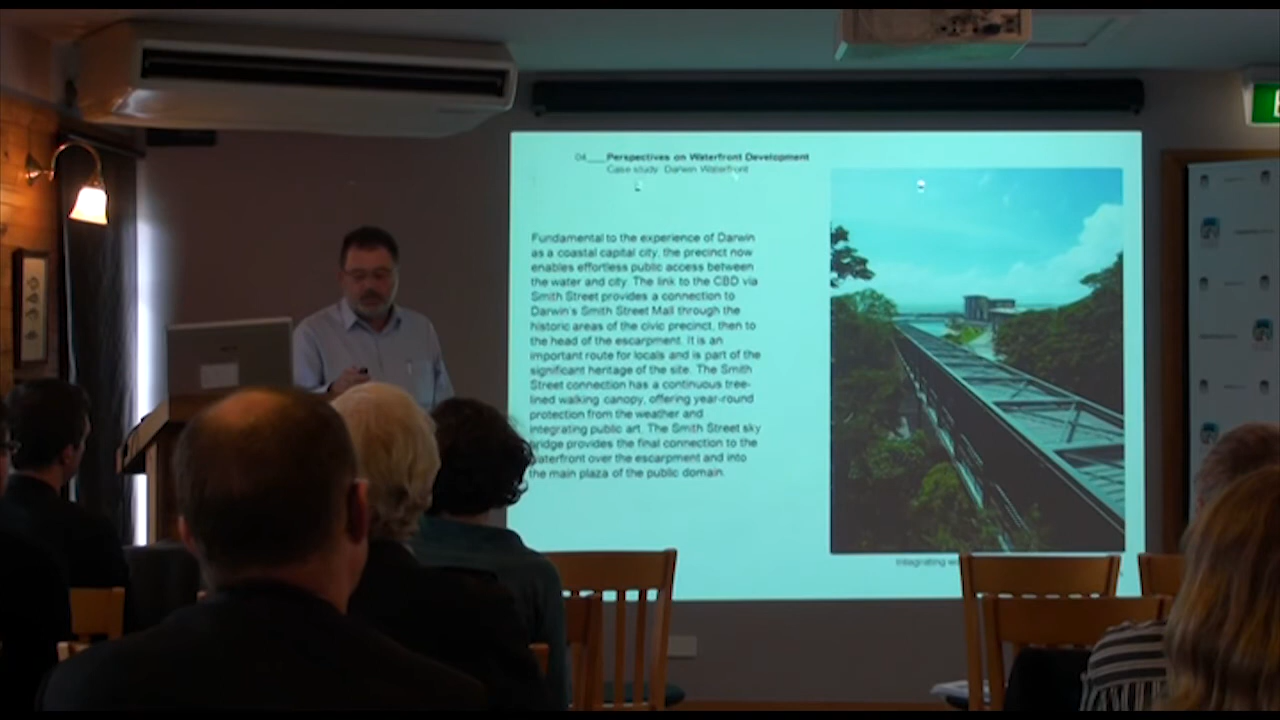 04___Perspectives on Waterfront Development
Case study: Darwin Waterfront
Fundamental to the experience of Darwin
as a coastal capital city, the precinct now
enables effortless public access between
the water and city. The link to the CBD via
Smith Street provides a connection to
Darwin's Smith Street Mall through the
historic areas of the civic precinct, then to
the head of the escarpment. It is an
important route for locals and is part of the
significant heritage of the site. The Smith
Street connection has a continuous tree-
lined walking canopy, offering year-round
protection from the weather and
integrating public art. The Smith Street sky
bridge provides the final connection to the
waterfront over the escarpment and into
the main plaza of the public domain.
Integrating